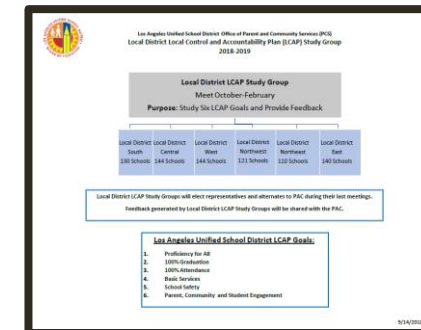 Los Angeles Unified School District Office of Parent and Community Services (PCS)
Local District Local Control and Accountability Plan (LCAP) Study Group
2018-2019
Local District LCAP Study Group
Meet October-February
Purpose: Study Six LCAP Goals and Provide Feedback
Local District South 130 Schools
Local District Central 144 Schools
Local District West 144 Schools
Local District Northwest 121 Schools
Local District Northeast 110 Schools
Local District East 140 Schools
Local District LCAP Study Groups will elect representatives and alternates to PAC during their last meetings.
Feedback generated by Local District LCAP Study Groups will be shared with the PAC.
Los Angeles Unified School District LCAP Goals:
1. Proficiency for All
2. 100% Graduation
3. 100% Attendance
4. Basic Services
5. School Safety
6. Parent, Community and Student Engagement